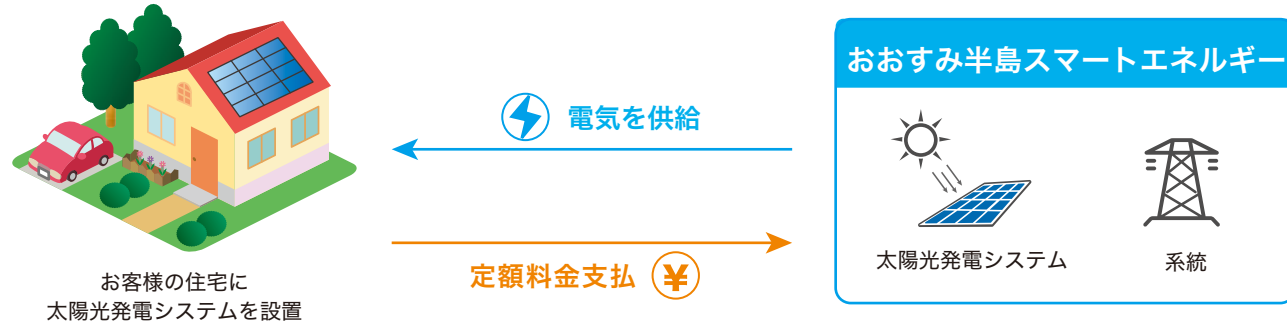 おおすみ半島スマートエネルギー
電気を供給
定額料金支払
¥
太陽光発電システム
系統
お客様の住宅に
太陽光発電システムを設置